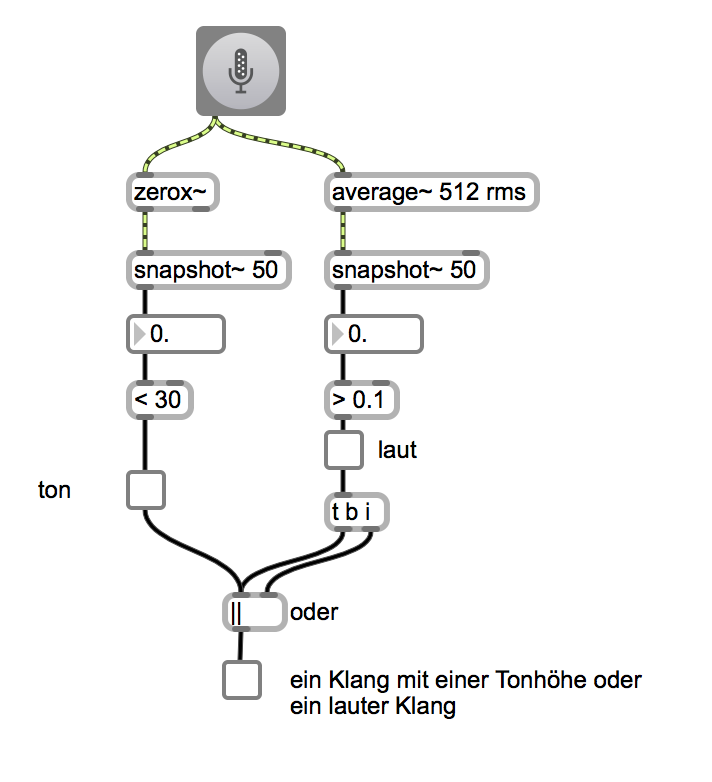 zerox~
average~ 512 rms
snapshot~ 50
snapshot~ 50
0.
0.
< 30
> 0.1
laut
ton
t b i
||
oder
ein Klang mit einer Tonhöhe oder
ein lauter Klang